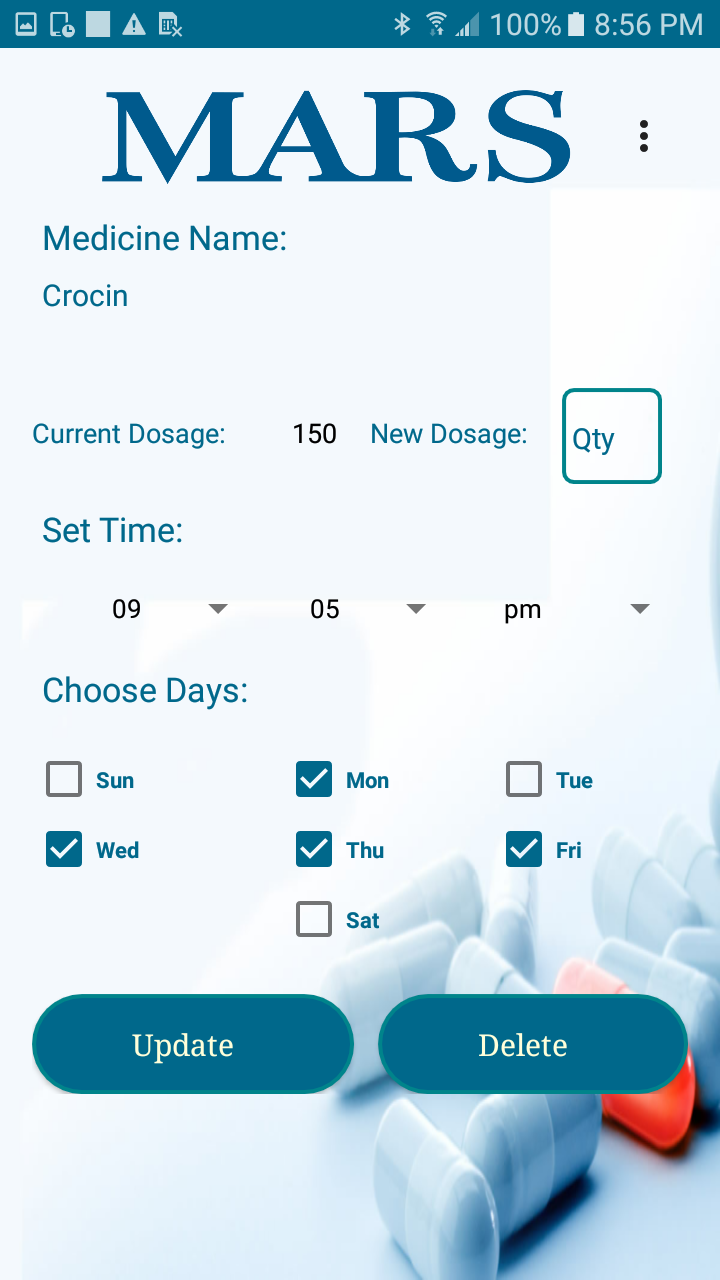 100% 8:56 PM
MARS
Medicine Name:
Crocin
Current Dosage: 150 New Dosage: Qty
Set Time:
09 05 pm
Choose Days:
Sun Mon Tue
Wed Thu Fri
Sat
Update Delete